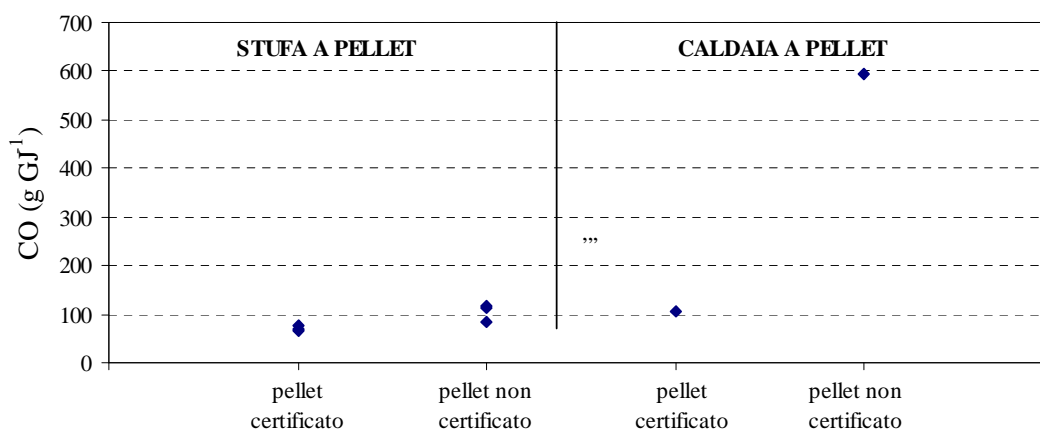 700
600
500
400
300
200
100
0
CO (g GJ-1)
STUFA A PELLET
CALDAIA A PELLET
,,,
pellet
certificato
pellet non
certificato
pellet
certificato
pellet non
certificato